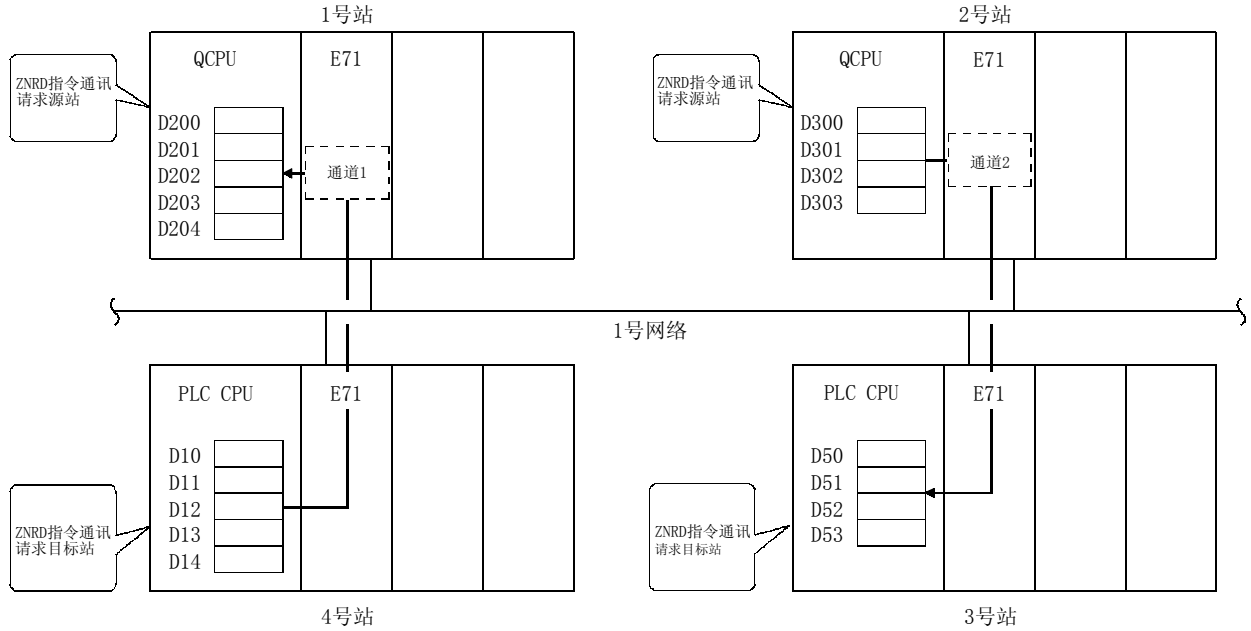 1号站
QCPU
E71
ZNRD指令通讯
请求源站
D200
D201
D202
D203
D204
通道1
2号站
QCPU
E71
ZNRD指令通讯
请求源站
D300
D301
D302
D303
通道2
1号网络
PLC CPU
E71
D10
D11
D12
D13
D14
ZNRD指令通讯
请求目标站
4号站
PLC CPU
E71
D50
D51
D52
D53
ZNRD指令通讯
请求目标站
3号站